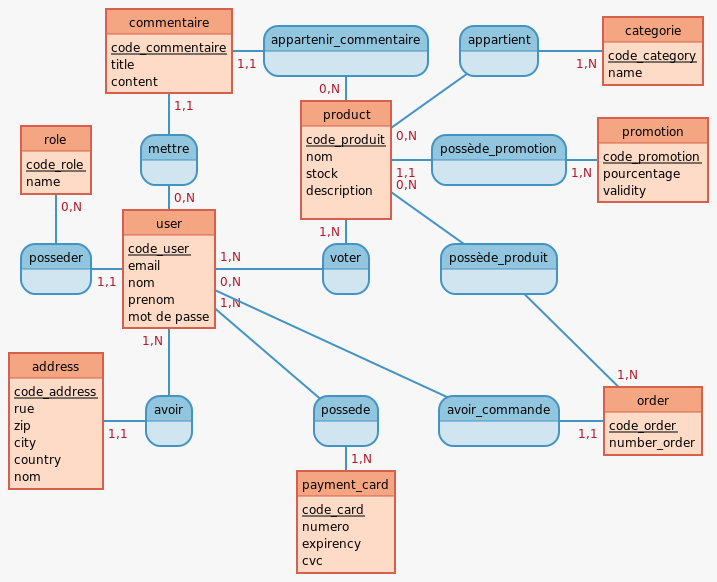 commentaire
code_commentaire
title
content
1,1
1,1
appartenir_commentaire
0,N
appartient
categorie
code_category
name
1,N
product
code_produit
nom
stock
description
0,N
1,1
0,N
1,N
possède_promotion
promotion
code_promotion
pourcentage
validity
1,N
role
code_role
name
0,N
mettre
0,N
user
code_user
email
nom
prenom
mot de passe
posseder
1,1
1,N
0,N
1,N
1,N
voter
possède_produit
1,N
address
code_address
rue
zip
city
country
nom
1,1
avoir
possede
1,N
avoir_commande
1,1
order
code_order
number_order
payment_card
code_card
numero
expirency
cvc